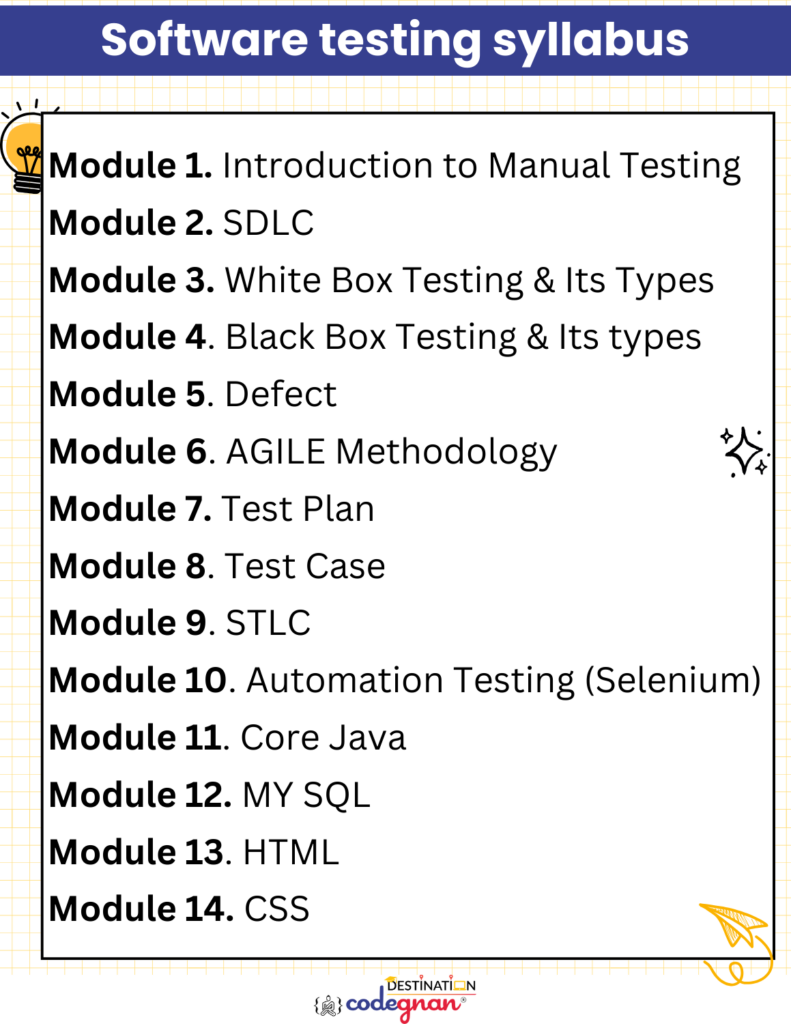 Software testing syllabus
Module 1. Introduction to Manual Testing
Module 2. SDLC
Module 3. White Box Testing & Its Types
Module 4. Black Box Testing & Its types
Module 5. Defect
Module 6. AGILE Methodology
Module 7. Test Plan
Module 8. Test Case
Module 9. STLC
Module 10. Automation Testing (Selenium)
Module 11. Core Java
Module 12. MY SQL
Module 13. HTML
Module 14. CSS
DESTINATION
codegnan®